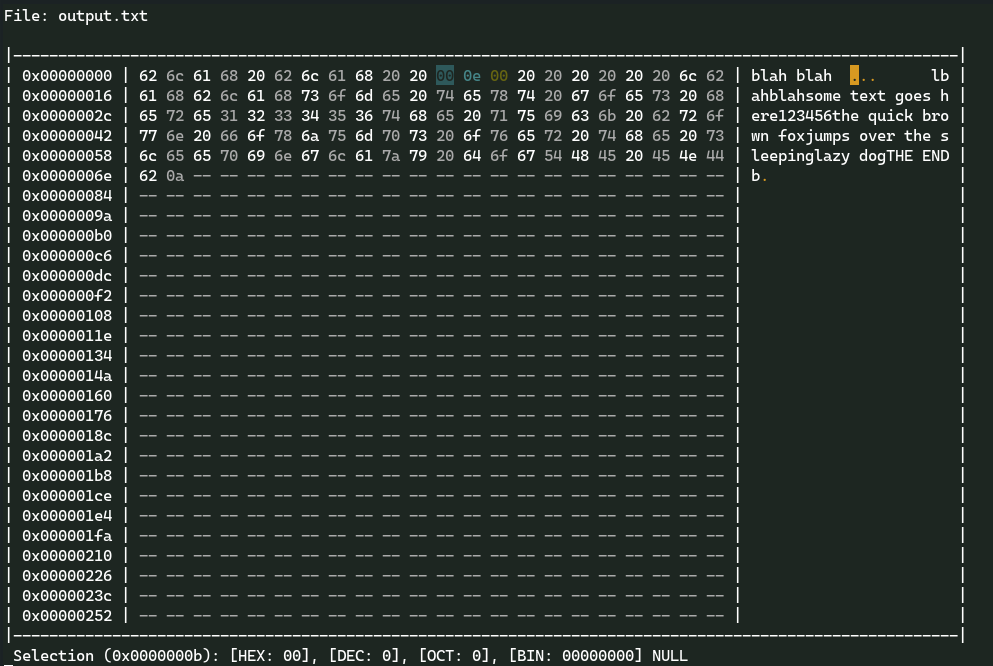 File: output.txt
|---------------------------------------------------------------------------------------------------------|
| 0x00000000 | 62 6c 61 68 20 62 6c 61 68 20 20 00 0e 00 20 20 20 20 20 20 6c 62 | blah blah  ...      lb |
| 0x00000016 | 61 68 62 6c 61 68 73 6f 6d 65 20 74 65 78 74 20 67 6f 65 73 20 68 | ahblahsome text goes h |
| 0x0000002c | 65 72 65 31 32 33 34 35 36 74 68 65 20 71 75 69 63 6b 20 62 72 6f | ere123456the quick bro |
| 0x00000042 | 77 6e 20 66 6f 78 6a 75 6d 70 73 20 6f 76 65 72 20 74 68 65 20 73 | wn foxjumps over the s |
| 0x00000058 | 6c 65 65 70 69 6e 67 6c 61 7a 79 20 64 6f 67 54 48 45 20 45 4e 44 | leepinglazy dogTHE END |
| 0x0000006e | 62 0a -- -- -- -- -- -- -- -- -- -- -- -- -- -- -- -- -- -- -- -- | b. |
| 0x00000084 | -- -- -- -- -- -- -- -- -- -- -- -- -- -- -- -- -- -- -- -- -- -- | |
| 0x0000009a | -- -- -- -- -- -- -- -- -- -- -- -- -- -- -- -- -- -- -- -- -- -- | |
| 0x000000b0 | -- -- -- -- -- -- -- -- -- -- -- -- -- -- -- -- -- -- -- -- -- -- | |
| 0x000000c6 | -- -- -- -- -- -- -- -- -- -- -- -- -- -- -- -- -- -- -- -- -- -- | |
| 0x000000dc | -- -- -- -- -- -- -- -- -- -- -- -- -- -- -- -- -- -- -- -- -- -- | |
| 0x000000f2 | -- -- -- -- -- -- -- -- -- -- -- -- -- -- -- -- -- -- -- -- -- -- | |
| 0x00000108 | -- -- -- -- -- -- -- -- -- -- -- -- -- -- -- -- -- -- -- -- -- -- | |
| 0x0000011e | -- -- -- -- -- -- -- -- -- -- -- -- -- -- -- -- -- -- -- -- -- -- | |
| 0x00000134 | -- -- -- -- -- -- -- -- -- -- -- -- -- -- -- -- -- -- -- -- -- -- | |
| 0x0000014a | -- -- -- -- -- -- -- -- -- -- -- -- -- -- -- -- -- -- -- -- -- -- | |
| 0x00000160 | -- -- -- -- -- -- -- -- -- -- -- -- -- -- -- -- -- -- -- -- -- -- | |
| 0x00000176 | -- -- -- -- -- -- -- -- -- -- -- -- -- -- -- -- -- -- -- -- -- -- | |
| 0x0000018c | -- -- -- -- -- -- -- -- -- -- -- -- -- -- -- -- -- -- -- -- -- -- | |
| 0x000001a2 | -- -- -- -- -- -- -- -- -- -- -- -- -- -- -- -- -- -- -- -- -- -- | |
| 0x000001b8 | -- -- -- -- -- -- -- -- -- -- -- -- -- -- -- -- -- -- -- -- -- -- | |
| 0x000001ce | -- -- -- -- -- -- -- -- -- -- -- -- -- -- -- -- -- -- -- -- -- -- | |
| 0x000001e4 | -- -- -- -- -- -- -- -- -- -- -- -- -- -- -- -- -- -- -- -- -- -- | |
| 0x000001fa | -- -- -- -- -- -- -- -- -- -- -- -- -- -- -- -- -- -- -- -- -- -- | |
| 0x00000210 | -- -- -- -- -- -- -- -- -- -- -- -- -- -- -- -- -- -- -- -- -- -- | |
| 0x00000226 | -- -- -- -- -- -- -- -- -- -- -- -- -- -- -- -- -- -- -- -- -- -- | |
| 0x0000023c | -- -- -- -- -- -- -- -- -- -- -- -- -- -- -- -- -- -- -- -- -- -- | |
| 0x00000252 | -- -- -- -- -- -- -- -- -- -- -- -- -- -- -- -- -- -- -- -- -- -- | |
|---------------------------------------------------------------------------------------------------------|
Selection (0x0000000b): [HEX: 00], [DEC: 0], [OCT: 0], [BIN: 00000000] NULL